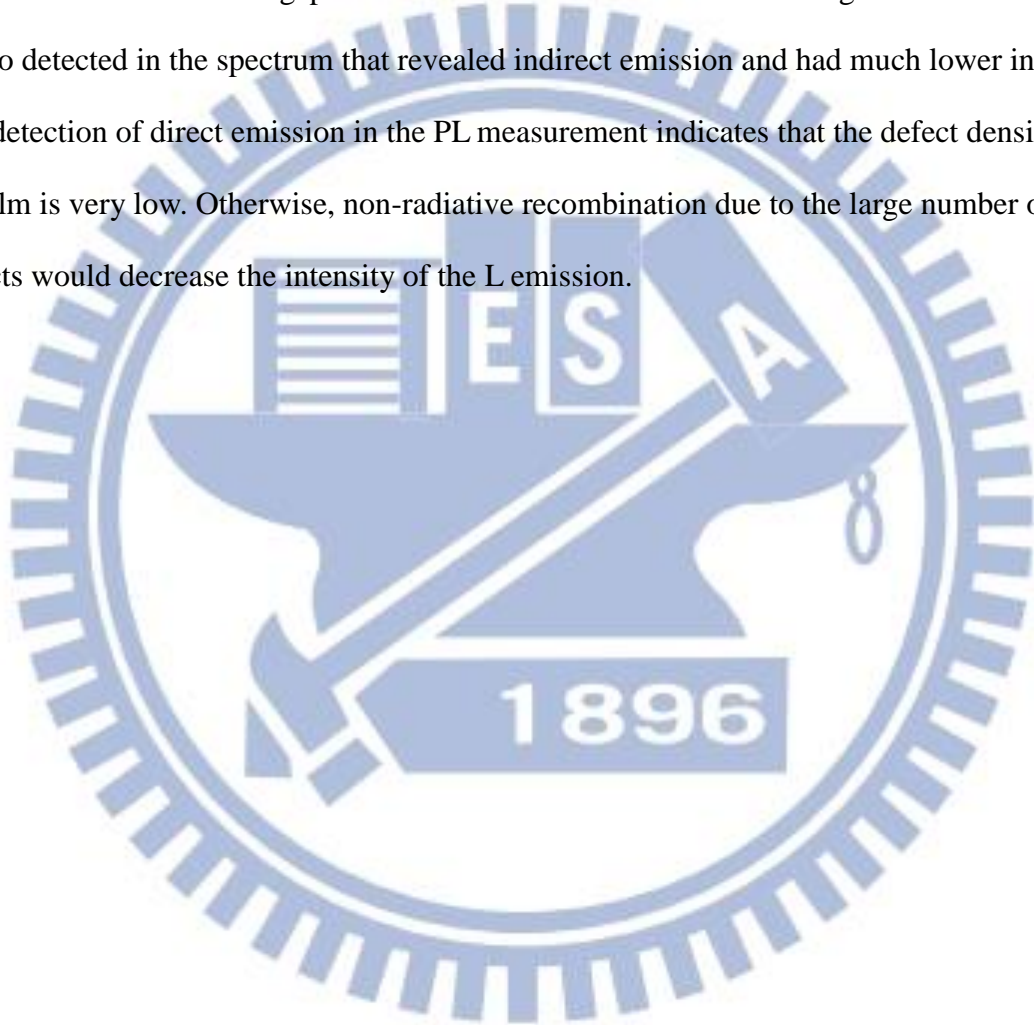 o detected in the spectrum that revealed indirect emission and had much lower in
detection of direct emission in the PL measurement indicates that the defect densi
lm is very low. Otherwise, non-radiative recombination due to the large number o
cts would decrease the intensity of the L emission.
E S A
1896